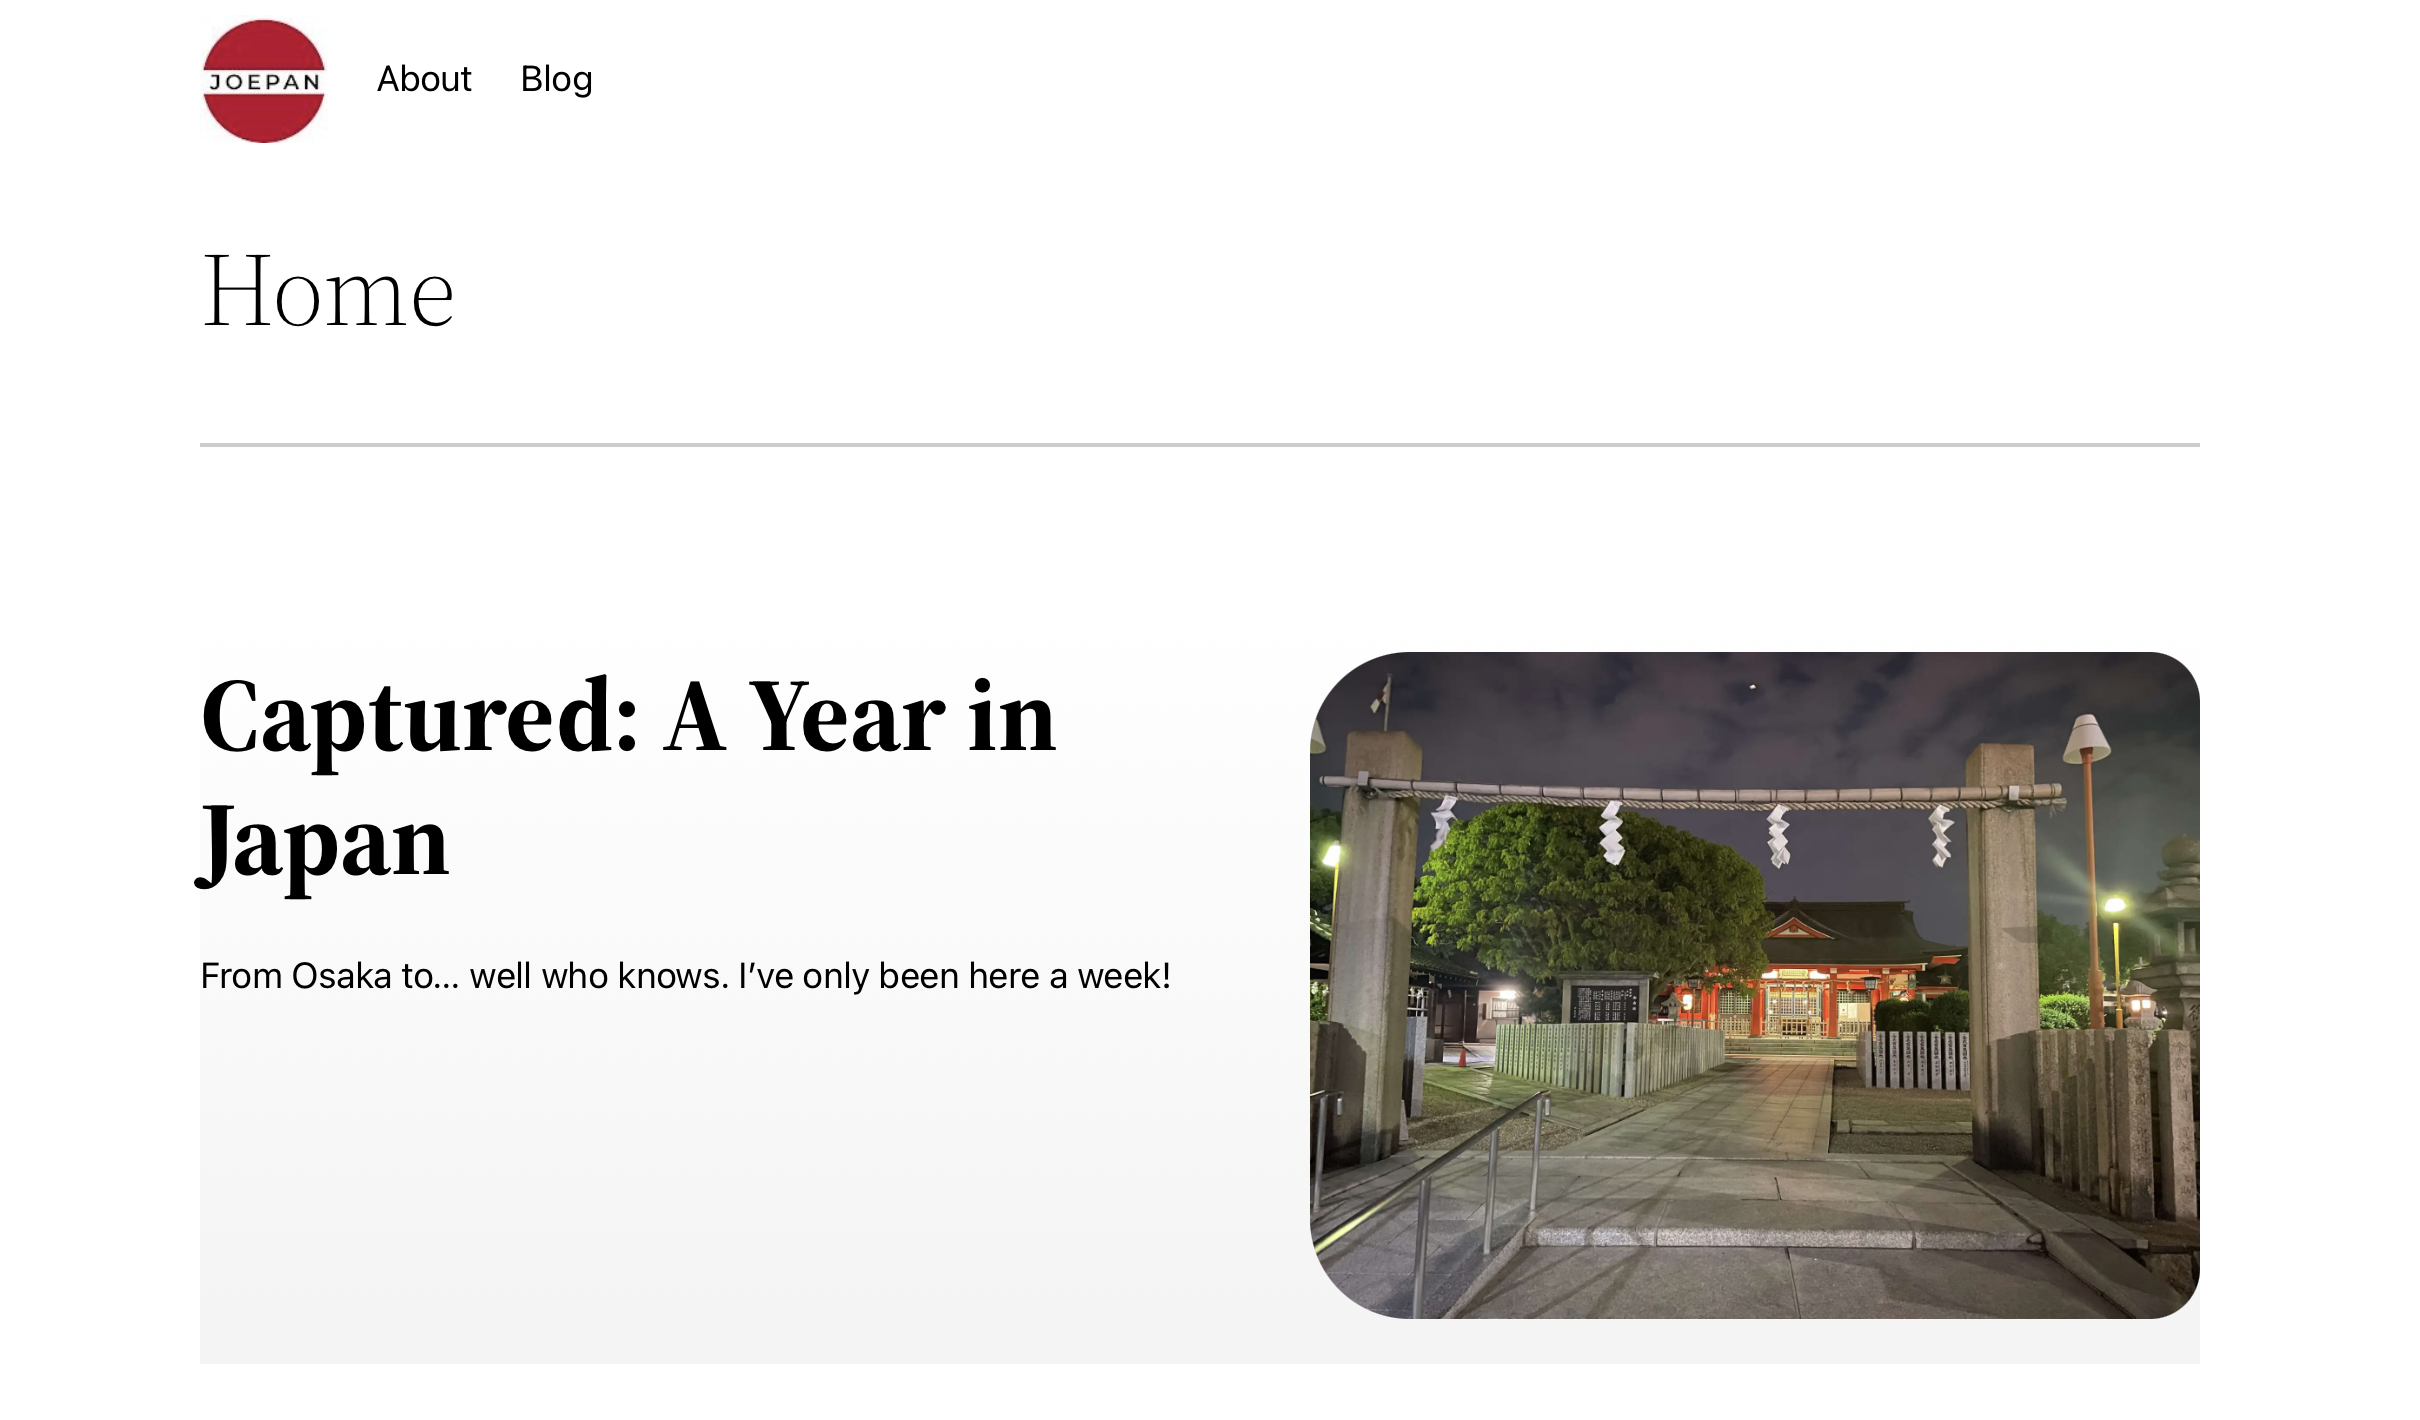 JOEPAN
About Blog
Home
Captured: A Year in
Japan
From Osaka to... well who knows. I’ve only been here a week!